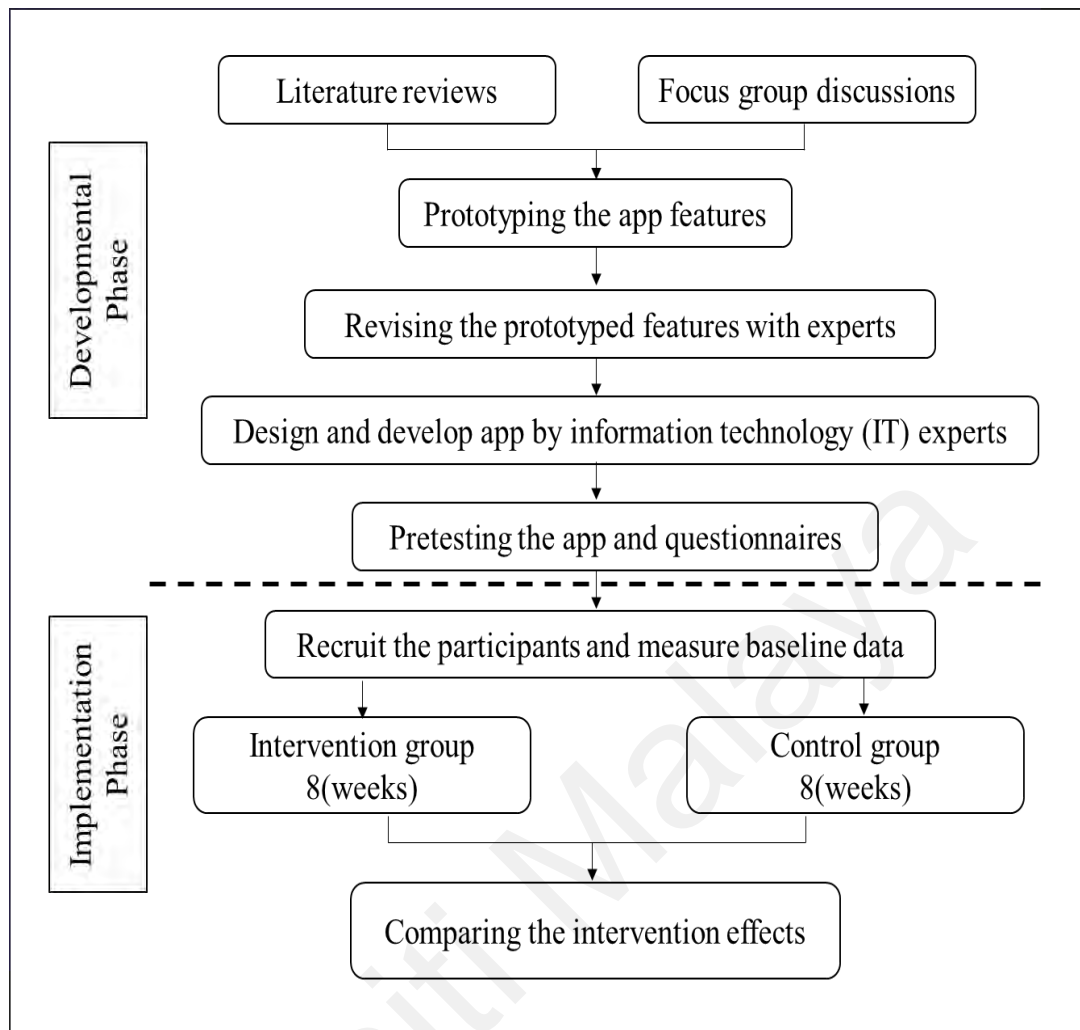 Literature reviews
Focus group discussions
Developmental
Phase
Prototyping the app features
Revising the prototyped features with experts
Design and develop app by information technology (IT) experts
Pretesting the app and questionnaires
Implementation
Phase
Recruit the participants and measure baseline data
Intervention group
8(weeks)
Control group
8(weeks)
Comparing the intervention effects
iti Malaya